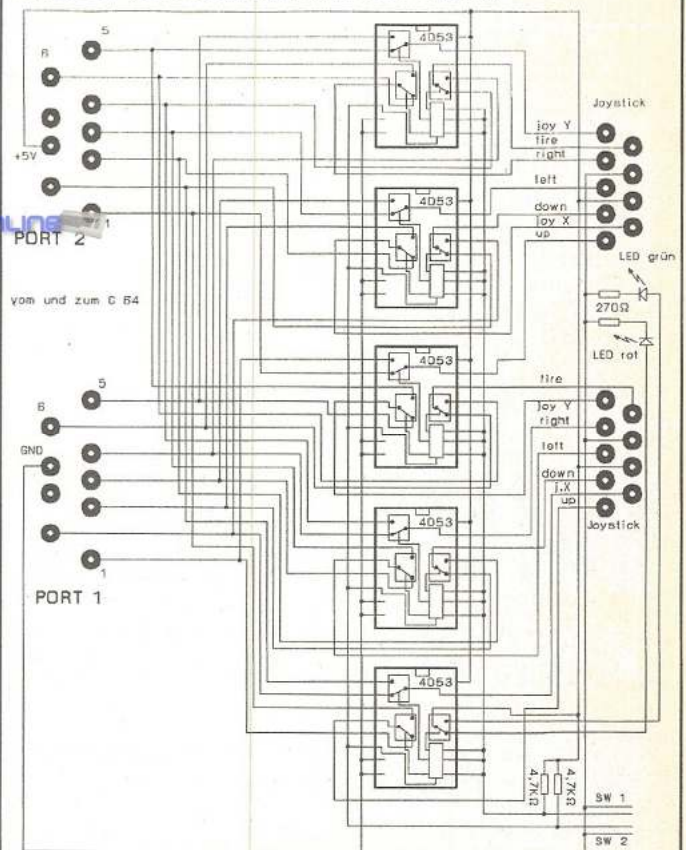 5
4053
6
Joystick
joy Y
fire
right
+5V
left
4053
down
1
joy X
PORT 2
up
LED grün
vom und zum C 64
270Ω
4053
LED rot
fire
5
joy Y
6
right
GND
left
down
j.X
up
4053
Joystick
1
PORT 1
4053
4,7KΩ
4,7KΩ
SW 1
SW 2